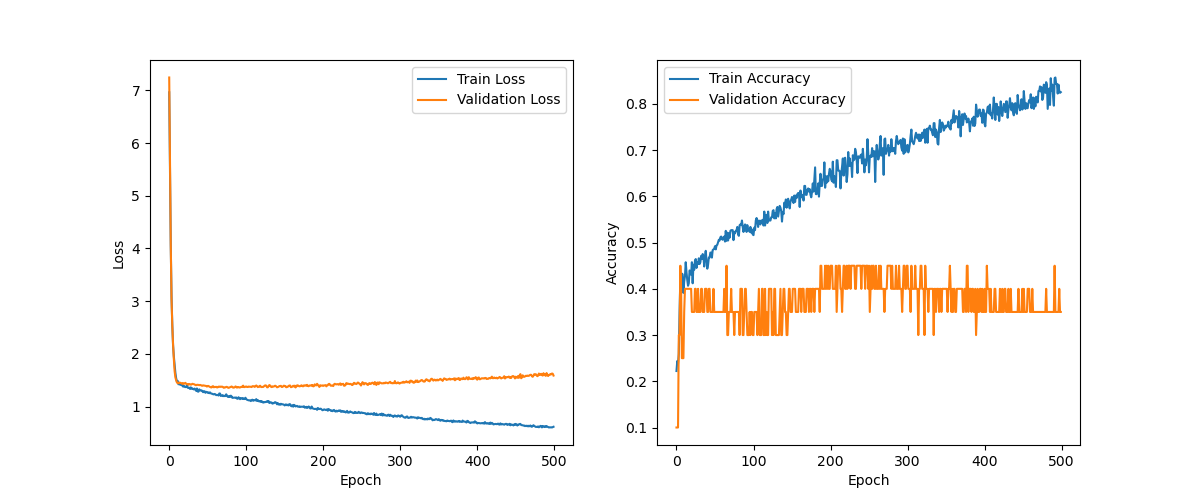 Train Loss
Validation Loss
7
6
5
4
3
2
1
Loss
0 100 200 300 400 500
Epoch
Train Accuracy
Validation Accuracy
0.8
0.7
0.6
0.5
0.4
0.3
0.2
0.1
Accuracy
0 100 200 300 400 500
Epoch